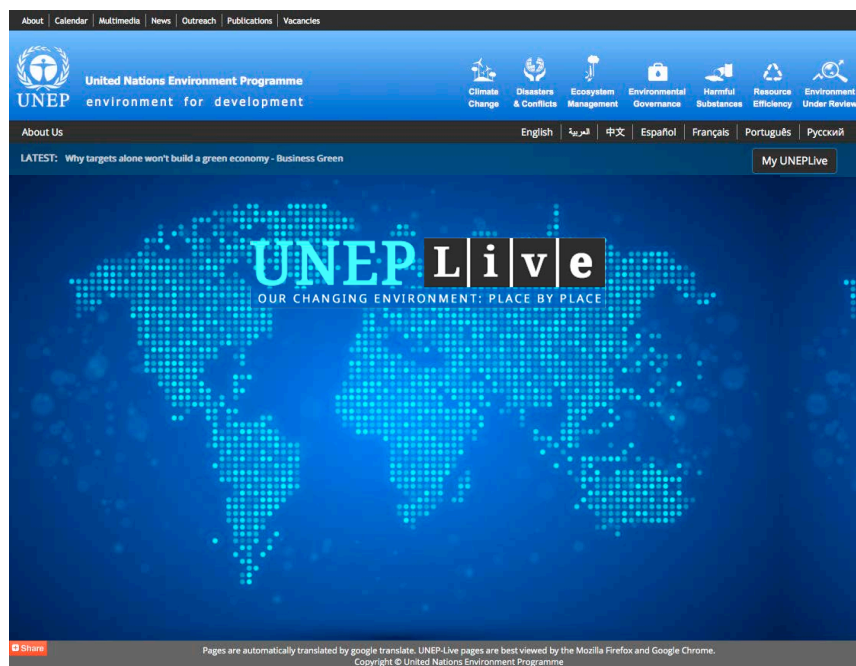 About | Calendar | Multimedia | News | Outreach | Publications | Vacancies
UNEP
United Nations Environment Programme
environment for development
Climate Change
Disasters & Conflicts
Ecosystem Management
Environmental Governance
Harmful Substances
Resource Efficiency
Environment Under Review
About Us
English | العربية | 中文 | Español | Français | Português | Русский
LATEST: Why targets alone won't build a green economy - Business Green
My UNEPLive
UNEP Live
OUR CHANGING ENVIRONMENT: PLACE BY PLACE
Share
Pages are automatically translated by google translate. UNEP-Live pages are best viewed by the Mozilla Firefox and Google Chrome.
Copyright © United Nations Environment Programme